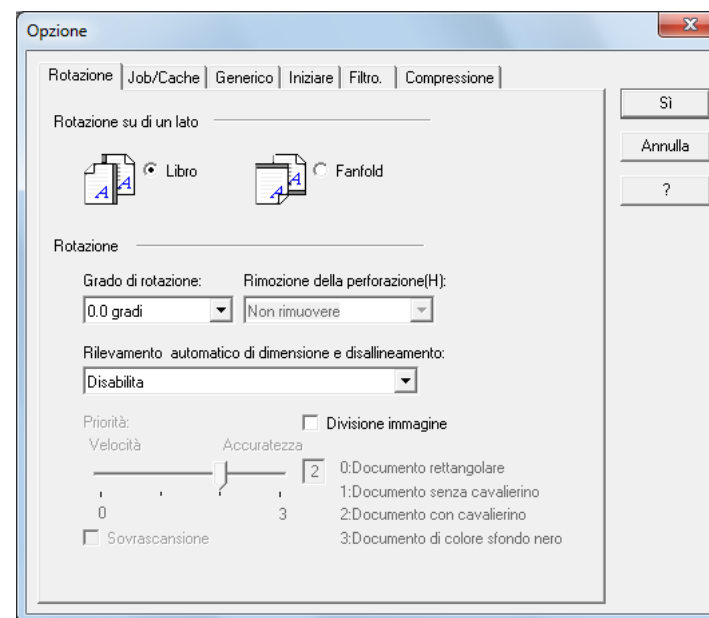 Opzione
Rotazione Job/Cache Generico Iniziare Filtro. Compressione
Sì
Annulla
?
Rotazione su di un lato
A A Libro
A Fanfold
Rotazione
Grado di rotazione: Rimozione della perforazione(H):
0.0 gradi Non rimuovere
Rilevamento automatico di dimensione e disallineamento:
Disabilita
Priorità: Divisione immagine
Velocità Accuratezza
2
0:Documento rettangolare
1:Documento senza cavalierino
0 3 2:Documento con cavalierino
Sovrascansione 3:Documento di colore sfondo nero